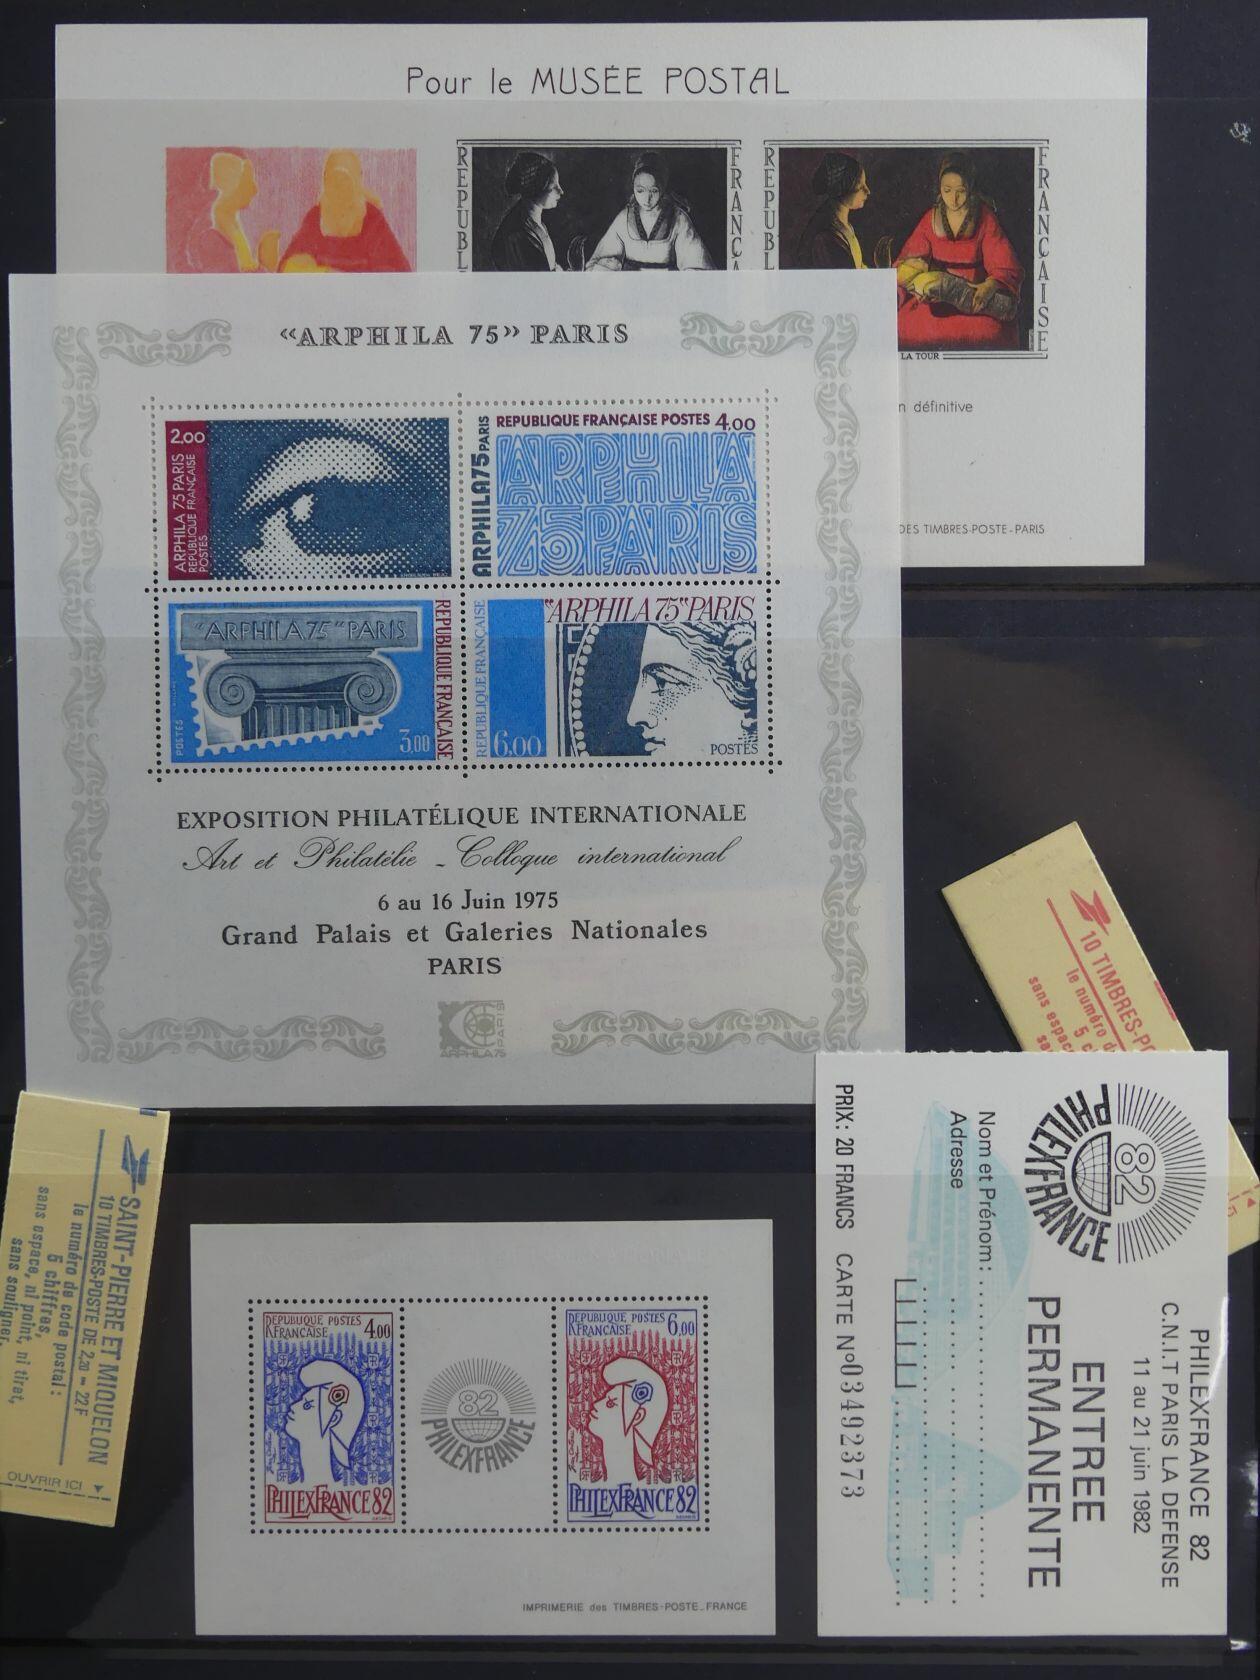 Pour le MUSÉE POSTAL
FRANÇA
FRANÇAISE
LA TOUR
définitive
DES TIMBRES-POSTE-PARIS
«ARPHILA 75» PARIS
2,00
ARPHILA 75 PARIS
REPUBLIQUE FRANÇAISE
POSTES
REPUBLIQUE FRANÇAISE POSTES 4,00
ARPHILA 75 PARIS
ARPHILA
75 PARIS
"ARPHILA 75" PARIS
REPUBLIQUE FRANÇAISE
POSTES
3,00
"ARPHILA 75" PARIS
REPUBLIQUE FRANÇAISE
6,00
POSTES
EXPOSITION PHILATÉLIQUE INTERNATIONALE
Art et Philatélie - Colloque international
6 au 16 Juin 1975
Grand Palais et Galeries Nationales
PARIS
ARPHILA 75
PARIS
10 TIMBRES-PO
le numéro d
5 ch
sans espac
SAINT-PIERRE ET MIQUELON
10 TIMBRES-POSTE DE 2,20 = 22 F
le numéro de code postal :
5 chiffres,
sans espace, ni point, ni tiret,
sans souligner.
OUVRIR ICI
REPUBLIQUE POSTES
FRANÇAISE 4,00
PHILEXFRANCE 82
82
PHILEXFRANCE
REPUBLIQUE POSTES
FRANÇAISE 6,00
PHILEXFRANCE 82
IMPRIMERIE des TIMBRES-POSTE_FRANCE
82
PHILEXFRANCE
PHILEXFRANCE 82
C.N.I.T PARIS LA DEFENSE
11 au 21 juin 1982
ENTREE
PERMANENTE
Nom et Prénom :
Adresse
PRIX : 20 FRANCS CARTE N° 03492373